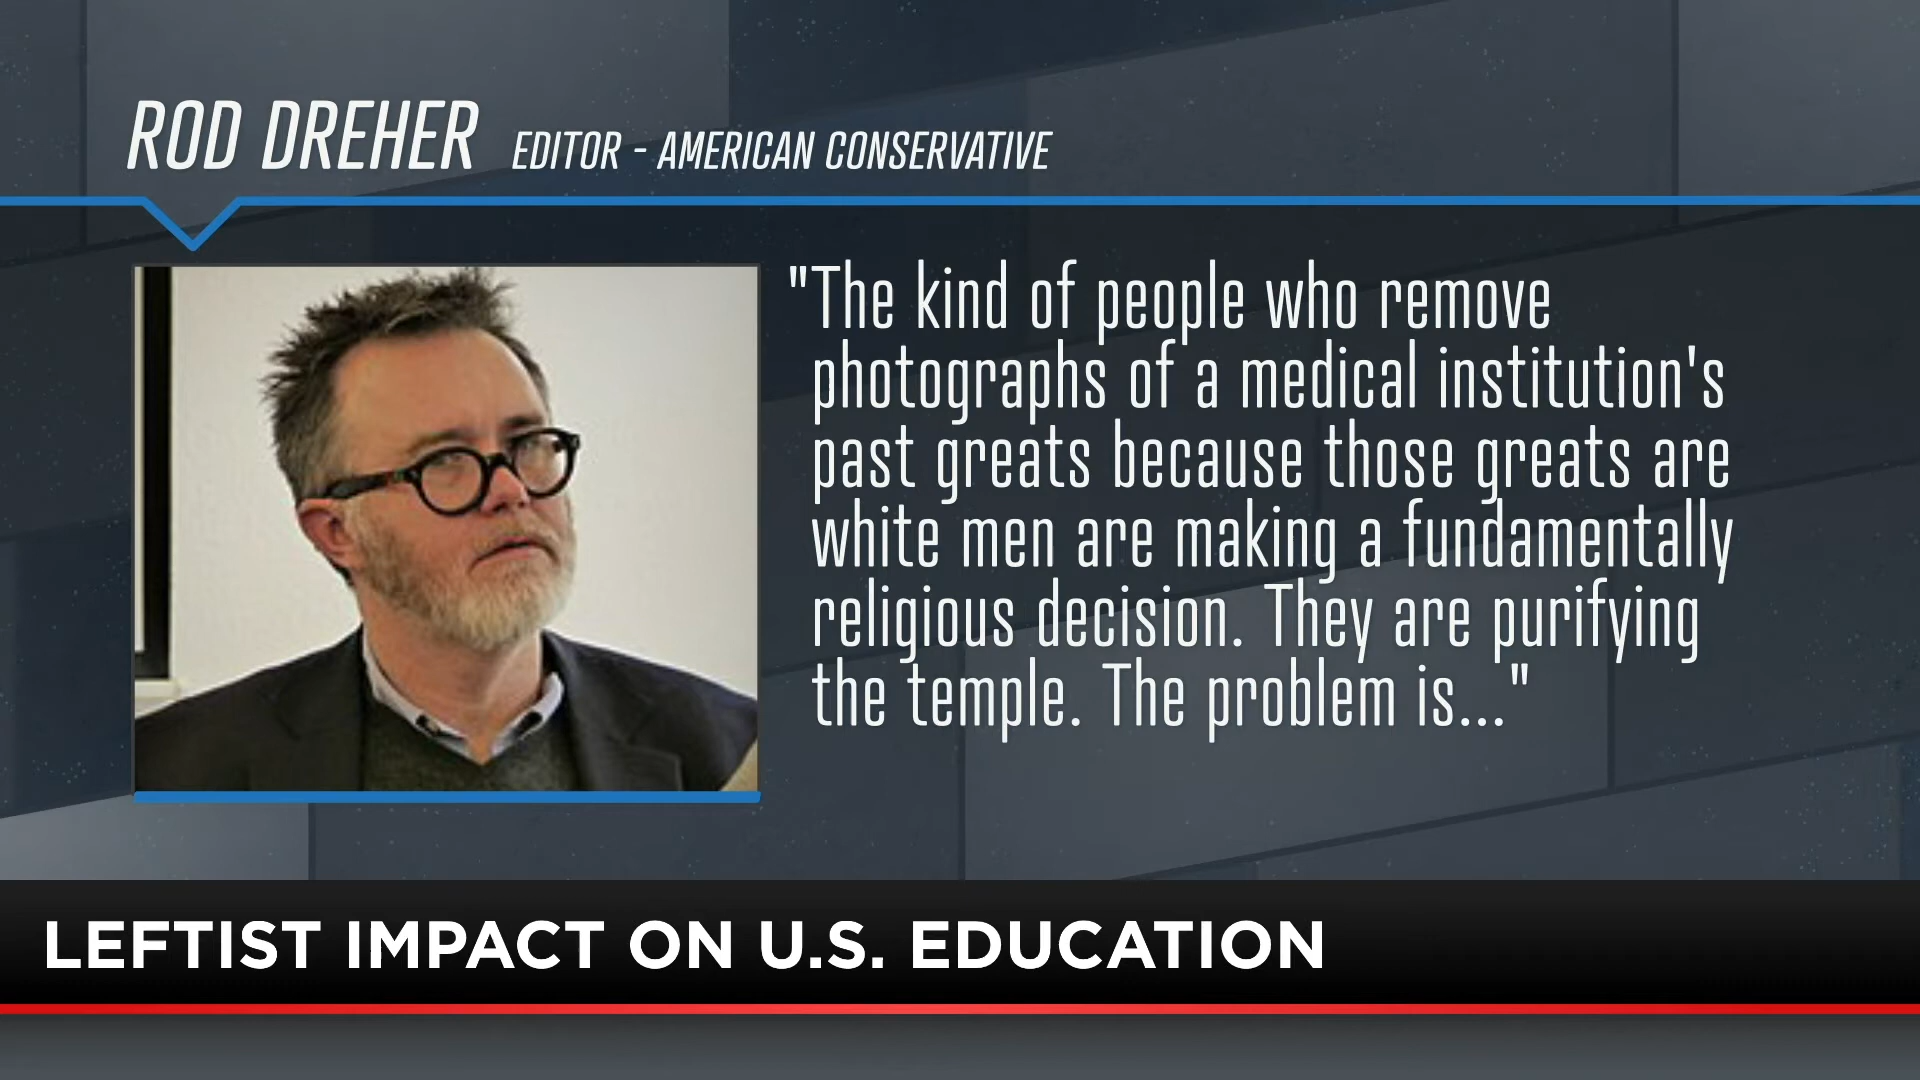 ROD DREHER EDITOR - AMERICAN CONSERVATIVE
"The kind of people who remove
photographs of a medical institution's
past greats because those greats are
white men are making a fundamentally
religious decision. They are purifying
the temple. The problem is..."
LEFTIST IMPACT ON U.S. EDUCATION